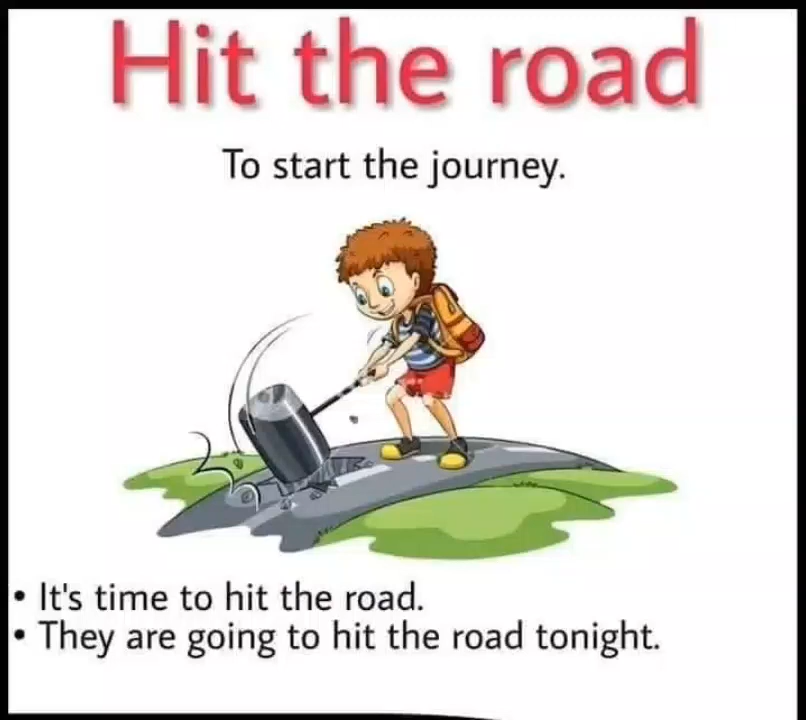 Hit the road
To start the journey.
• It's time to hit the road.
• They are going to hit the road tonight.